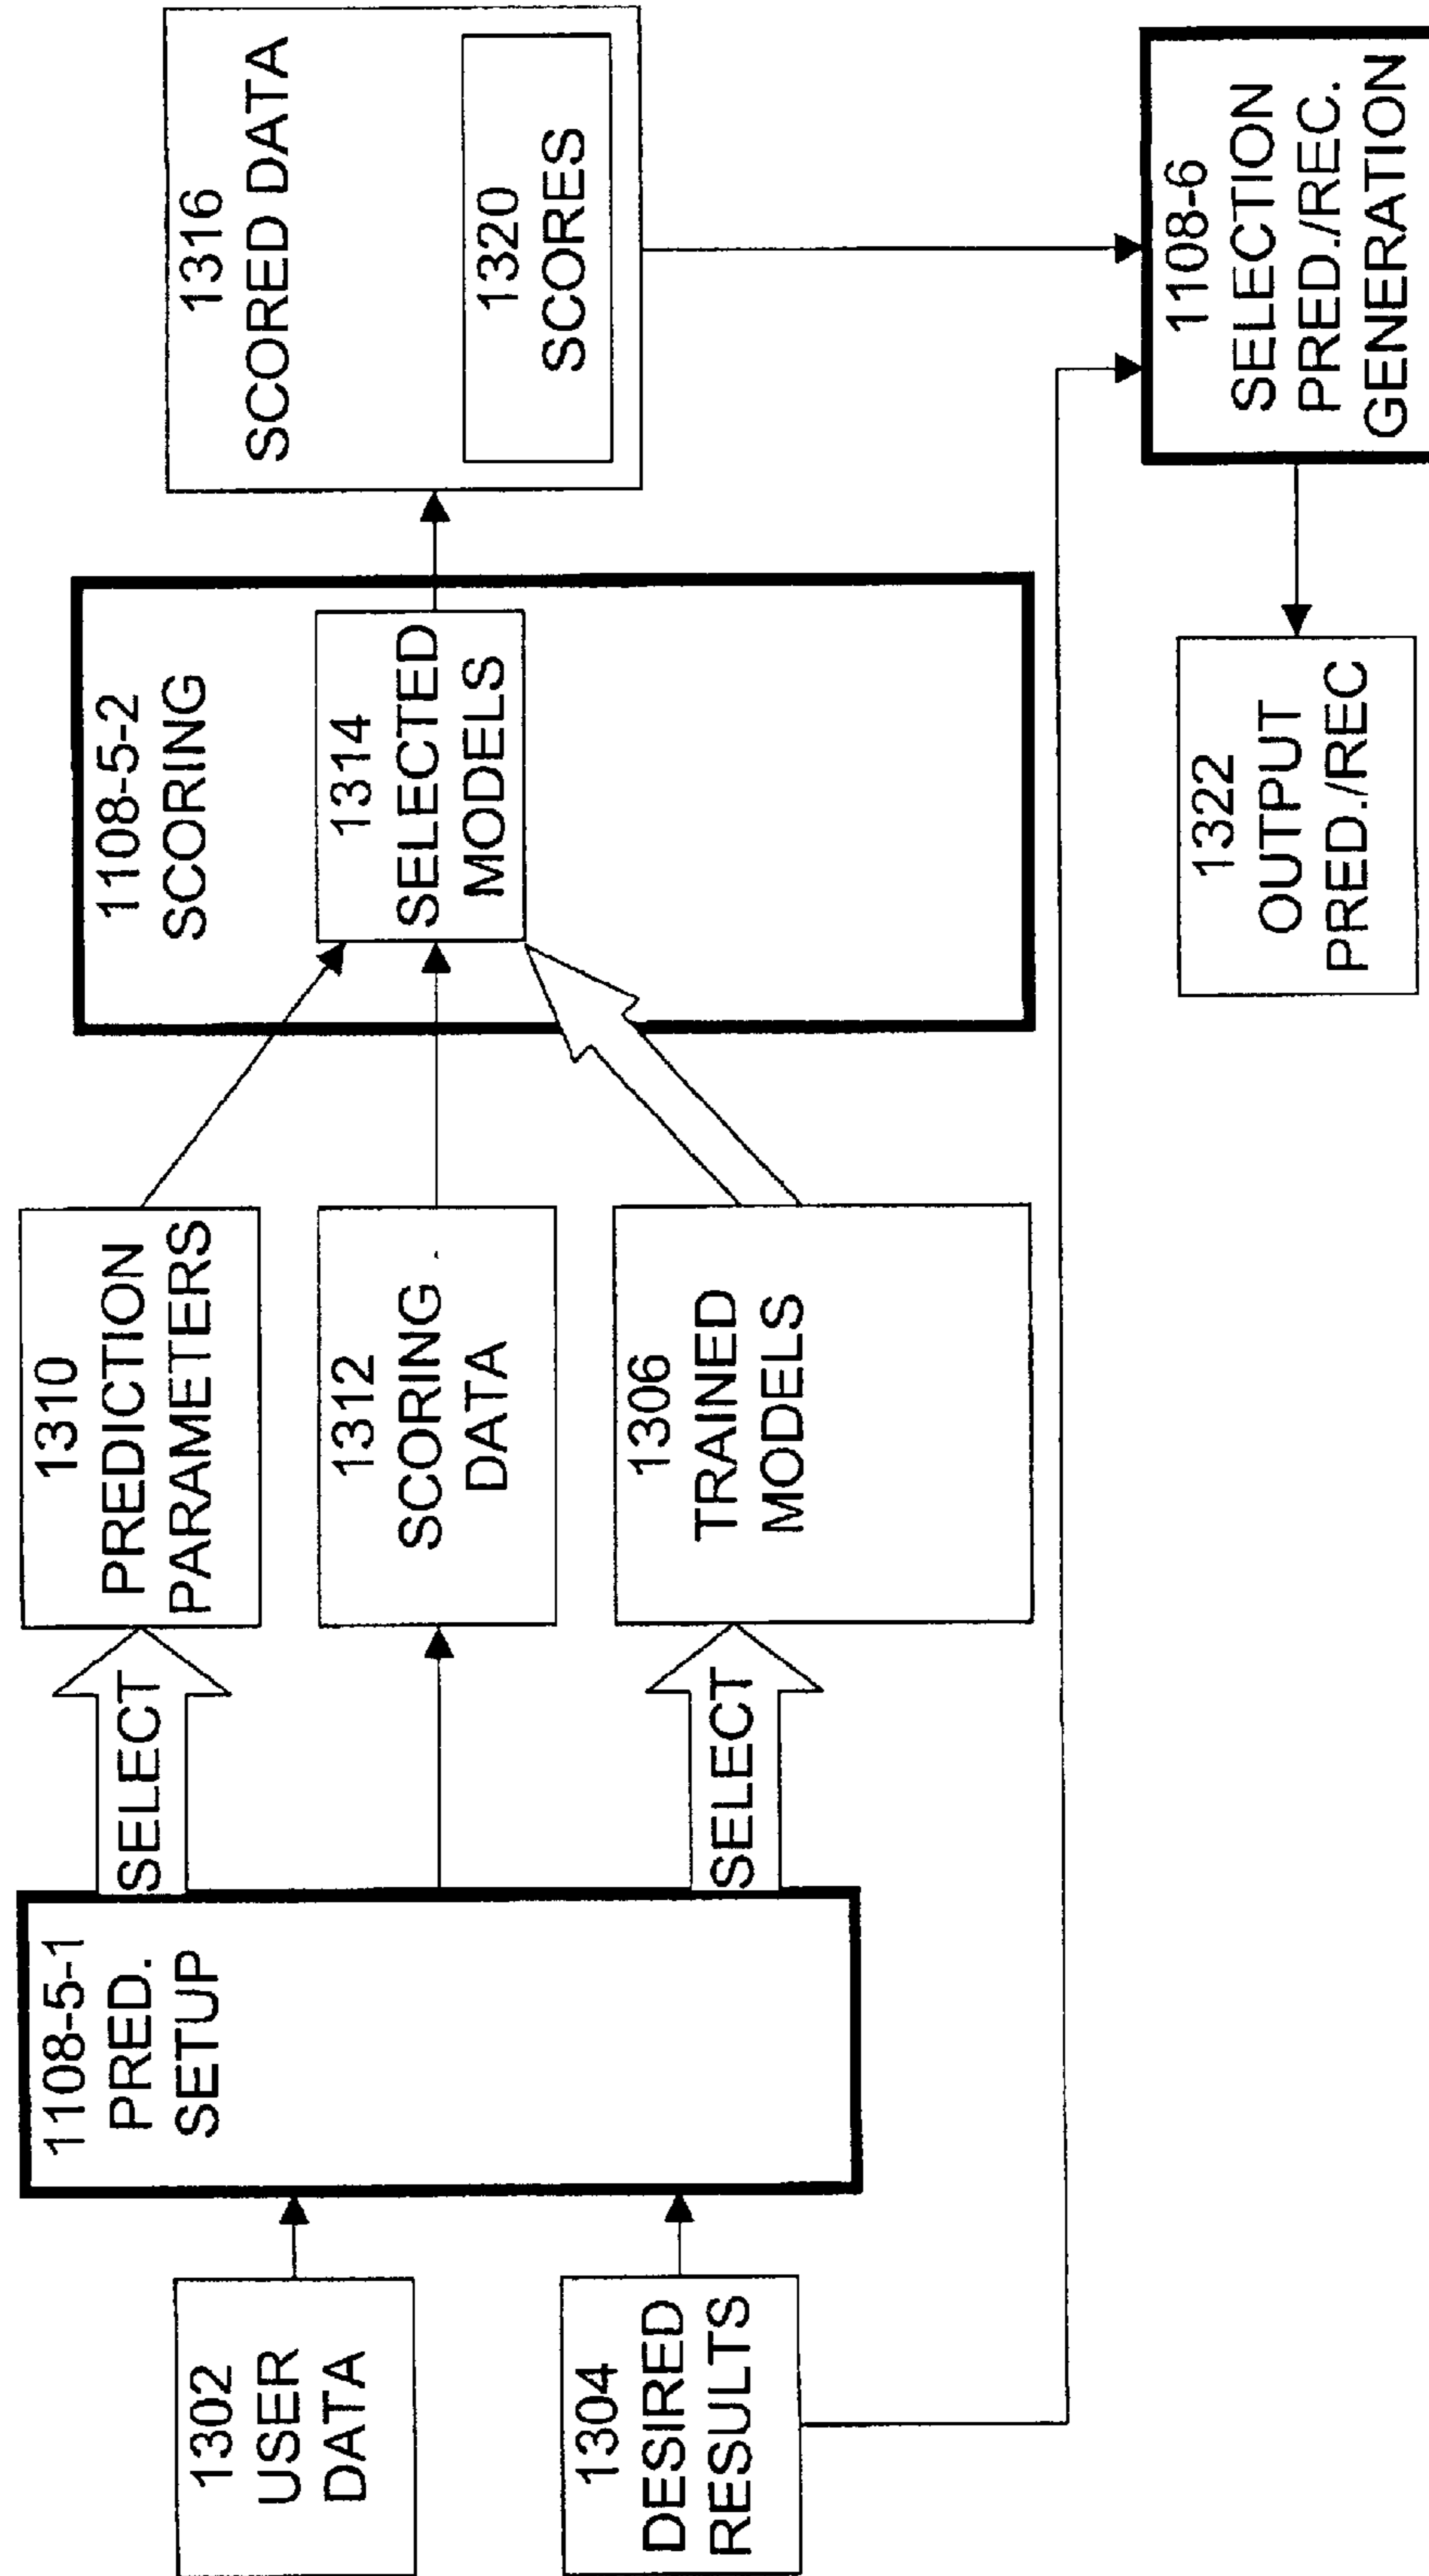 1302
USER
DATA
1304
DESIRED
RESULTS
1108-5-1
PRED.
SETUP
SELECT
SELECT
1310
PREDICTION
PARAMETERS
1312
SCORING
DATA
1306
TRAINED
MODELS
1108-5-2
SCORING
1314
SELECTED
MODELS
1316
SCORED DATA
1320
SCORES
1322
OUTPUT
PRED./REC
1108-6
SELECTION
PRED./REC.
GENERATION